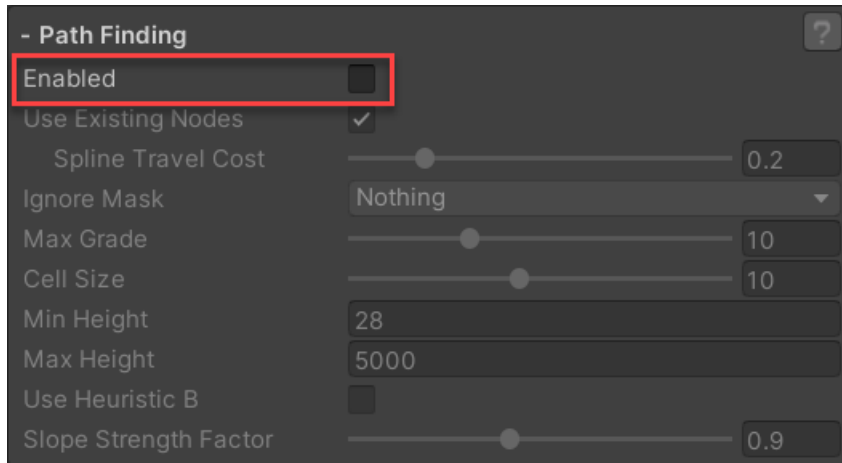 - Path Finding ?
Enabled
Use Existing Nodes
Spline Travel Cost 0.2
Ignore Mask Nothing
Max Grade 10
Cell Size 10
Min Height 28
Max Height 5000
Use Heuristic B
Slope Strength Factor 0.9